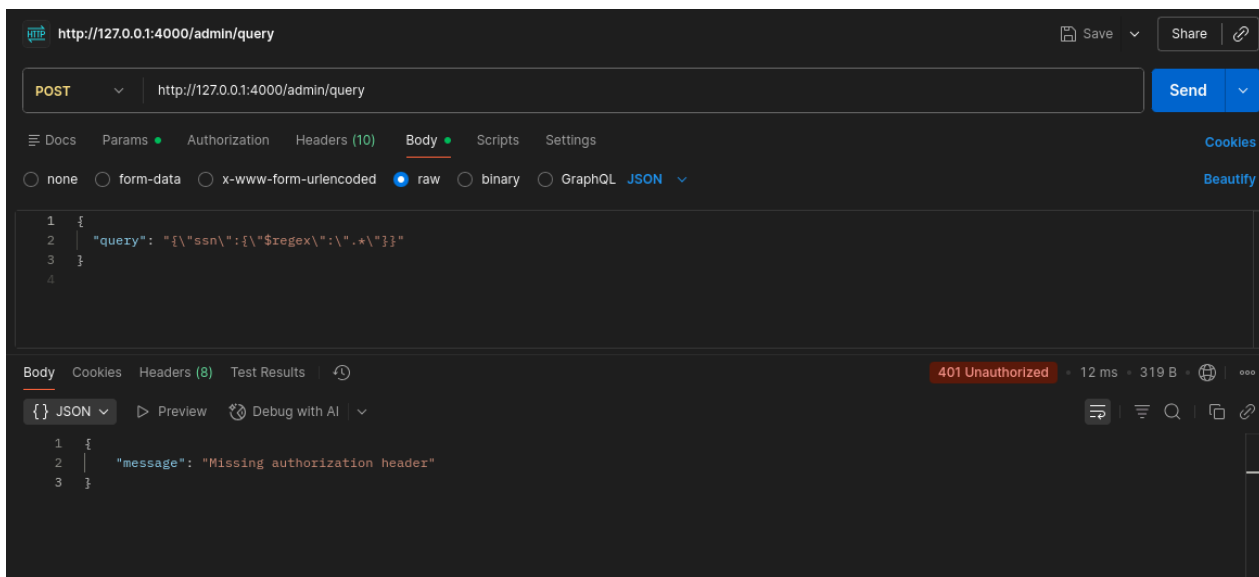 HTTP http://127.0.0.1:4000/admin/query Save Share
POST http://127.0.0.1:4000/admin/query Send
Docs Params Authorization Headers (10) Body Scripts Settings Cookies
none form-data x-www-form-urlencoded raw binary GraphQL JSON Beautify
1 {
2 "query": "{\"ssn\":{\"$regex\":\".*\"}}"
3 }
4
Body Cookies Headers (8) Test Results 401 Unauthorized • 12 ms • 319 B •
{} JSON Preview Debug with AI
1 {
2 "message": "Missing authorization header"
3 }